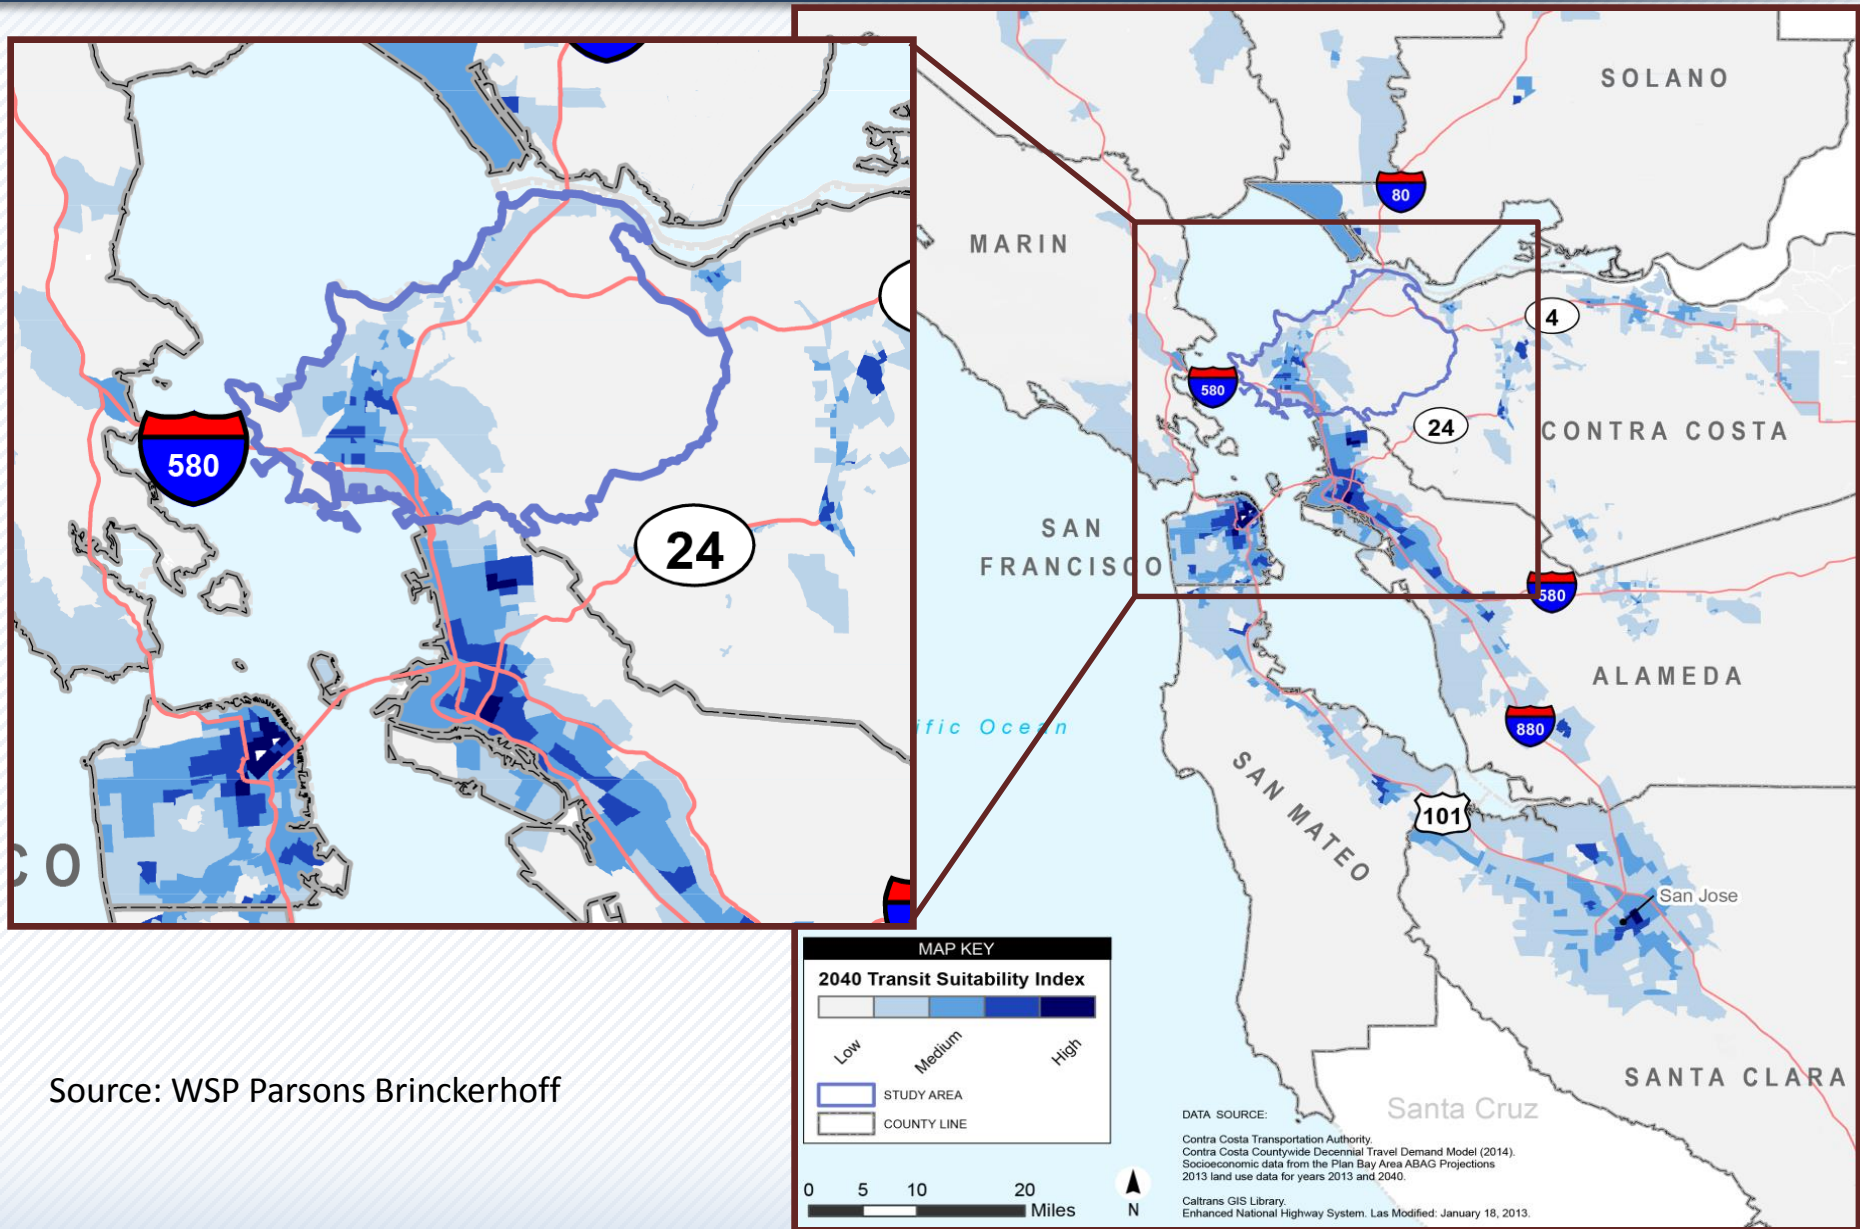 580
24
CO
Source: WSP Parsons Brinckerhoff
SOLANO
80
MARIN
4
580
24
CONTRA COSTA
SAN
FRANCISCO
580
ALAMEDA
ific Ocean
880
SAN MATEO
101
San Jose
SANTA CLARA
Santa Cruz
MAP KEY
2040 Transit Suitability Index
Low
Medium
High
STUDY AREA
COUNTY LINE
0 5 10 20
Miles
N
DATA SOURCE:
Contra Costa Transportation Authority.
Contra Costa Countywide Decennial Travel Demand Model (2014).
Socioeconomic data from the Plan Bay Area ABAG Projections
2013 land use data for years 2013 and 2040.
Caltrans GIS Library.
Enhanced National Highway System. Las Modified: January 18, 2013.